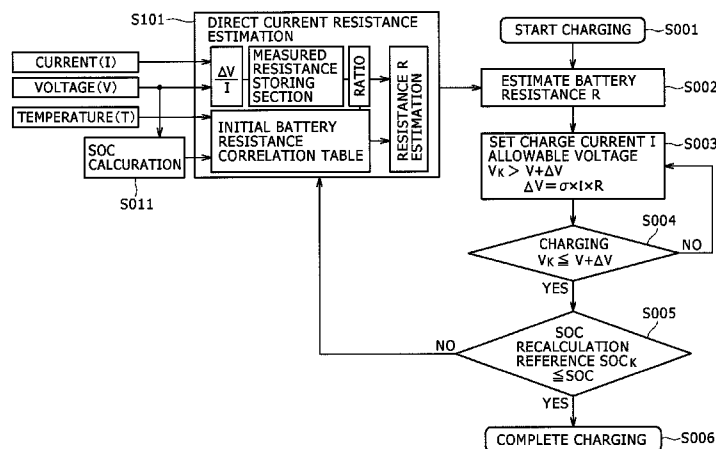 S101
DIRECT CURRENT RESISTANCE
ESTIMATION
CURRENT(I)
VOLTAGE(V)
TEMPERATURE(T)
SOC
CALCURATION
S011
ΔV
I
MEASURED
RESISTANCE
STORING
SECTION
RATIO
INITIAL BATTERY
RESISTANCE
CORRELATION TABLE
RESISTANCE R
ESTIMATION
START CHARGING
S001
ESTIMATE BATTERY
RESISTANCE R
S002
SET CHARGE CURRENT I
ALLOWABLE VOLTAGE
VK > V+ΔV
ΔV=σ×I×R
S003
CHARGING
VK ≦ V+ΔV
S004
NO
YES
SOC
RECALCULATION
REFERENCE SOCK
≦SOC
S005
NO
YES
COMPLETE CHARGING
S006